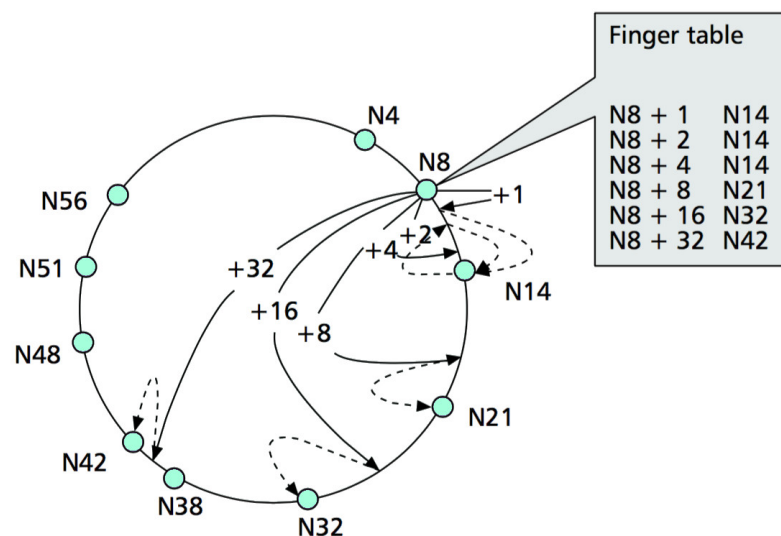 Finger table
N8 + 1 N14
N8 + 2 N14
N8 + 4 N14
N8 + 8 N21
N8 + 16 N32
N8 + 32 N42
N4
N8
+1
N56
+2
+4
N51
+32
N14
+16
+8
N48
N21
N42
N38
N32